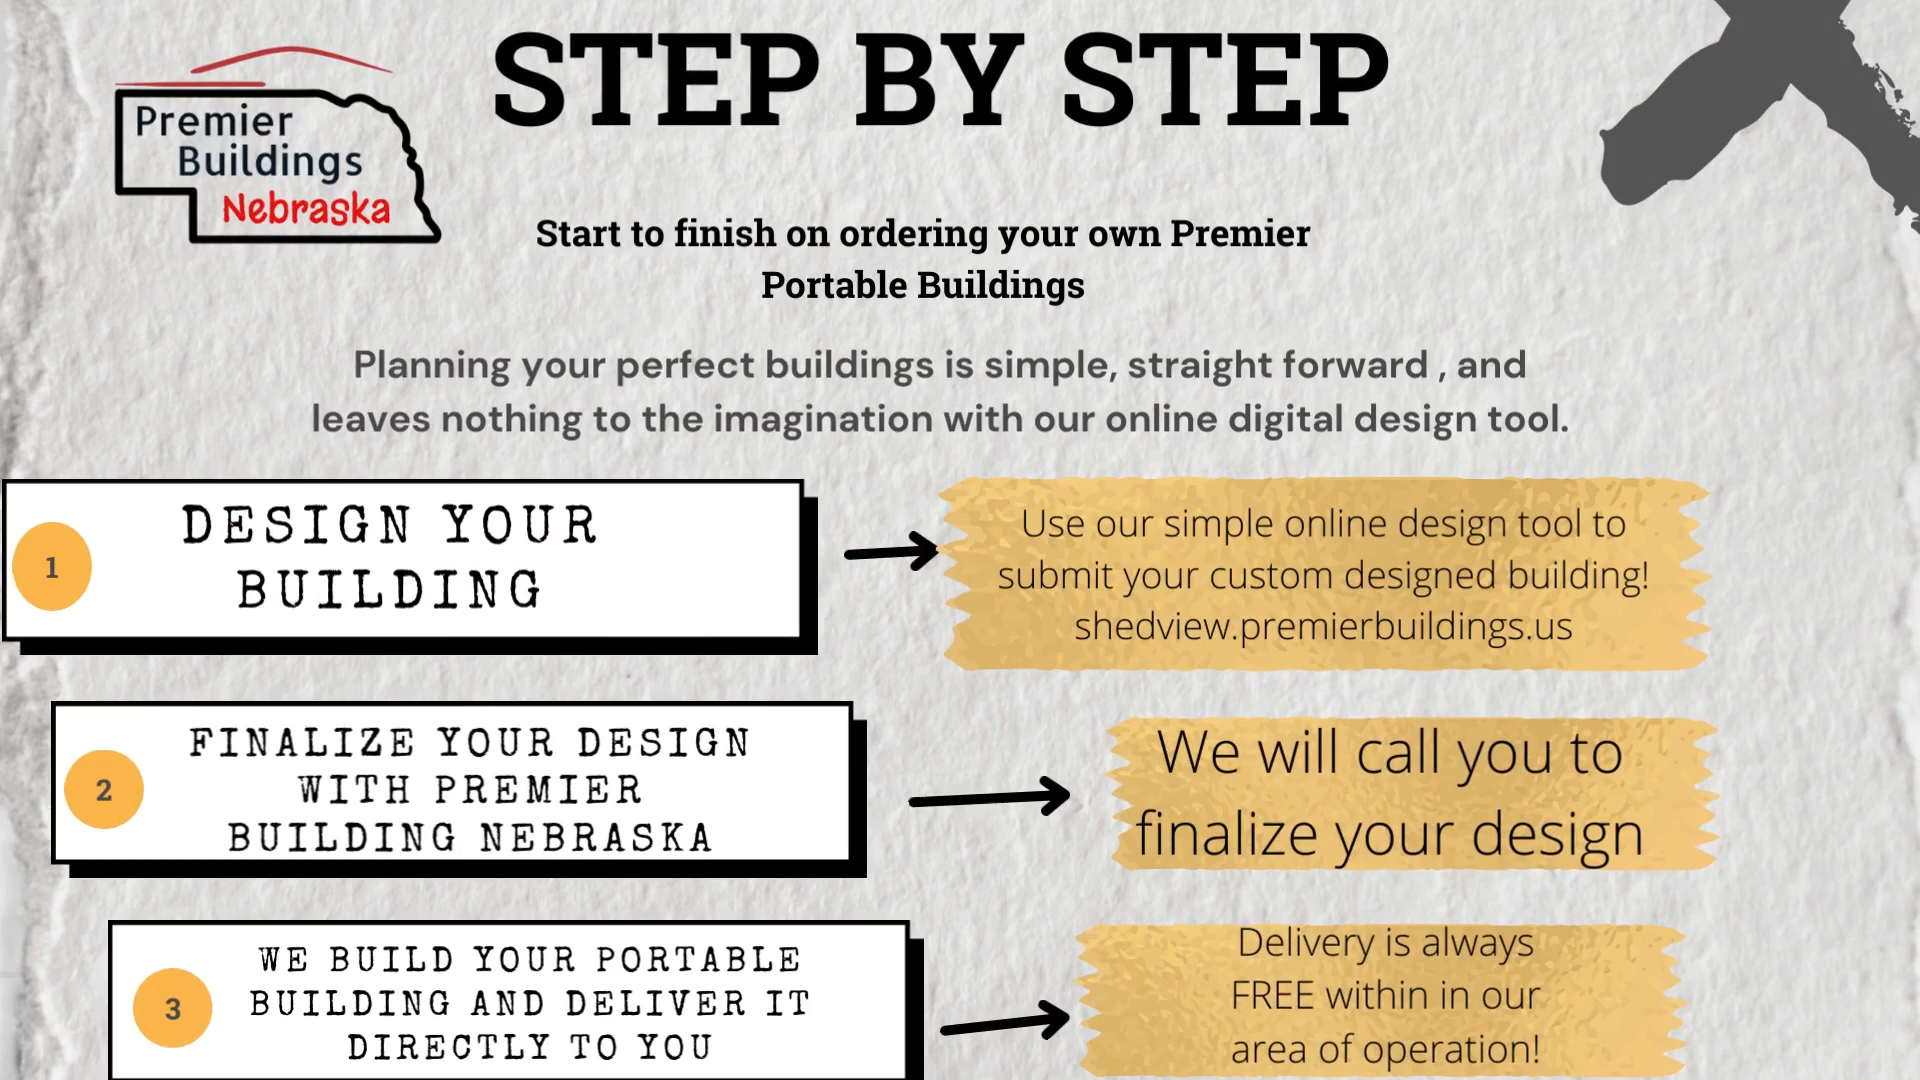 STEP BY STEP
Premier
Buildings
Nebraska
Start to finish on ordering your own Premier
Portable Buildings
Planning your perfect buildings is simple, straight forward , and
leaves nothing to the imagination with our online digital design tool.
1
DESIGN YOUR
BUILDING
Use our simple online design tool to
submit your custom designed building!
shedview.premierbuildings.us
2
FINALIZE YOUR DESIGN
WITH PREMIER
BUILDING NEBRASKA
We will call you to
finalize your design
3
WE BUILD YOUR PORTABLE
BUILDING AND DELIVER IT
DIRECTLY TO YOU
Delivery is always
FREE within in our
area of operation!